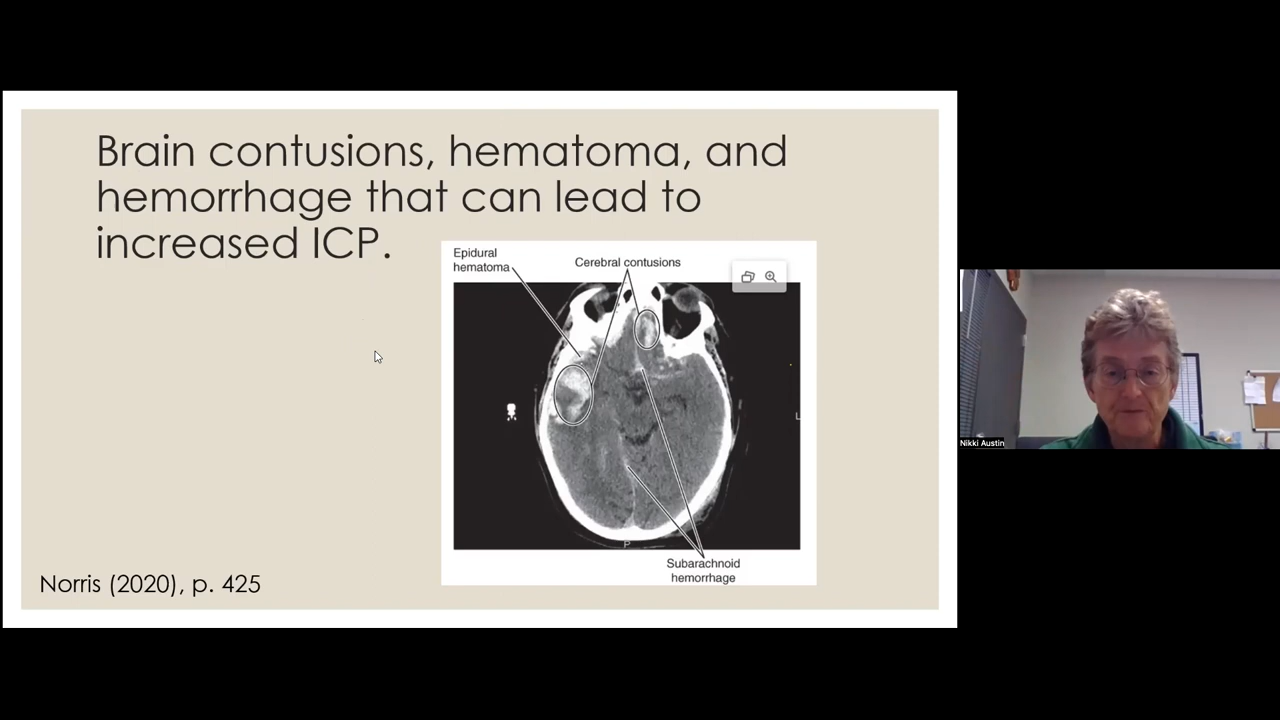 Brain contusions, hematoma, and
hemorrhage that can lead to
increased ICP.
Epidural
hematoma
Cerebral contusions
L
P
Subarachnoid
hemorrhage
Norris (2020), p. 425
Nikki Austin